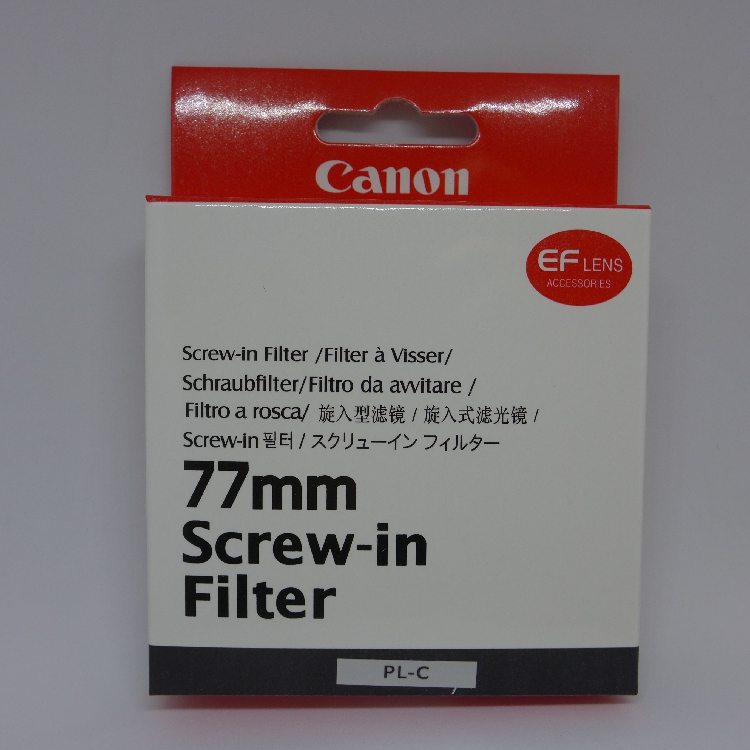 Canon
EF LENS
ACCESSORIES
Screw-in Filter /Filter à Visser/
Schraubfilter/Filtro da avvitare /
Filtro a rosca/ 旋入型滤镜 / 旋入式滤光镜 /
Screw-in 필터 / スクリューイン フィルター
77mm
Screw-in
Filter
PL-C